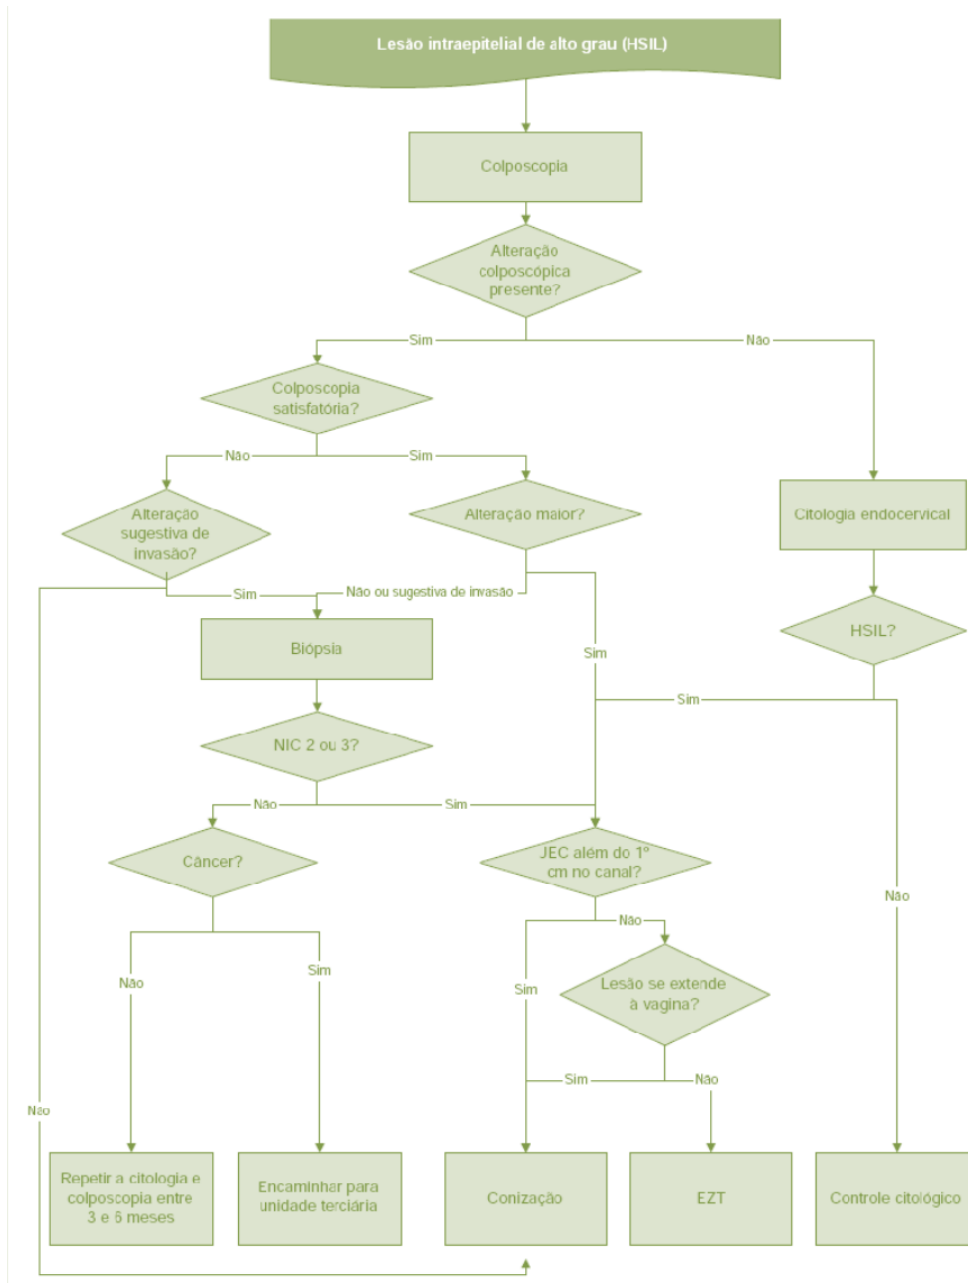 Lesão intraepitelial de alto grau (HSIL)
Colposcopia
Alteração
colposcópica
presente?
Sim
Não
Colposcopia
satisfatória?
Não
Sim
Alteração
sugestiva de
invasão?
Alteração maior?
Citologia endocervical
Sim
Não ou sugestiva de invasão
HSIL?
Biópsia
Sim
Sim
NIC 2 ou 3?
Não
Sim
Câncer?
JEC além do 1º
cm no canal?
Não
Não
Não
Sim
Sim
Lesão se extende
à vagina?
Sim
Não
Não
Repetir a citologia e
colposcopia entre
3 e 6 meses
Encaminhar para
unidade terciária
Conização
EZT
Controle citológico